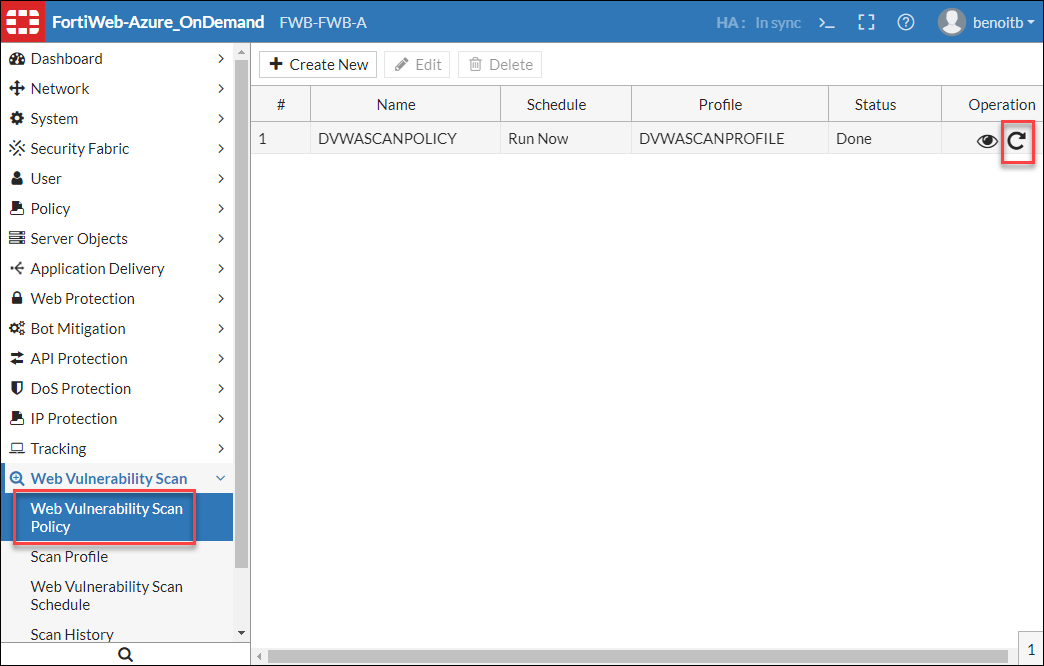 FortiWeb-Azure_OnDemand FWB-FWB-A HA: In sync >_ benoitb
Dashboard
Network
System
Security Fabric
User
Policy
Server Objects
Application Delivery
Web Protection
Bot Mitigation
API Protection
DoS Protection
IP Protection
Tracking
Web Vulnerability Scan
Web Vulnerability Scan
Policy
Scan Profile
Web Vulnerability Scan
Schedule
Scan History
Create New Edit Delete
# Name Schedule Profile Status Operation
1 DVWASCANPOLICY Run Now DVWASCANPROFILE Done
1